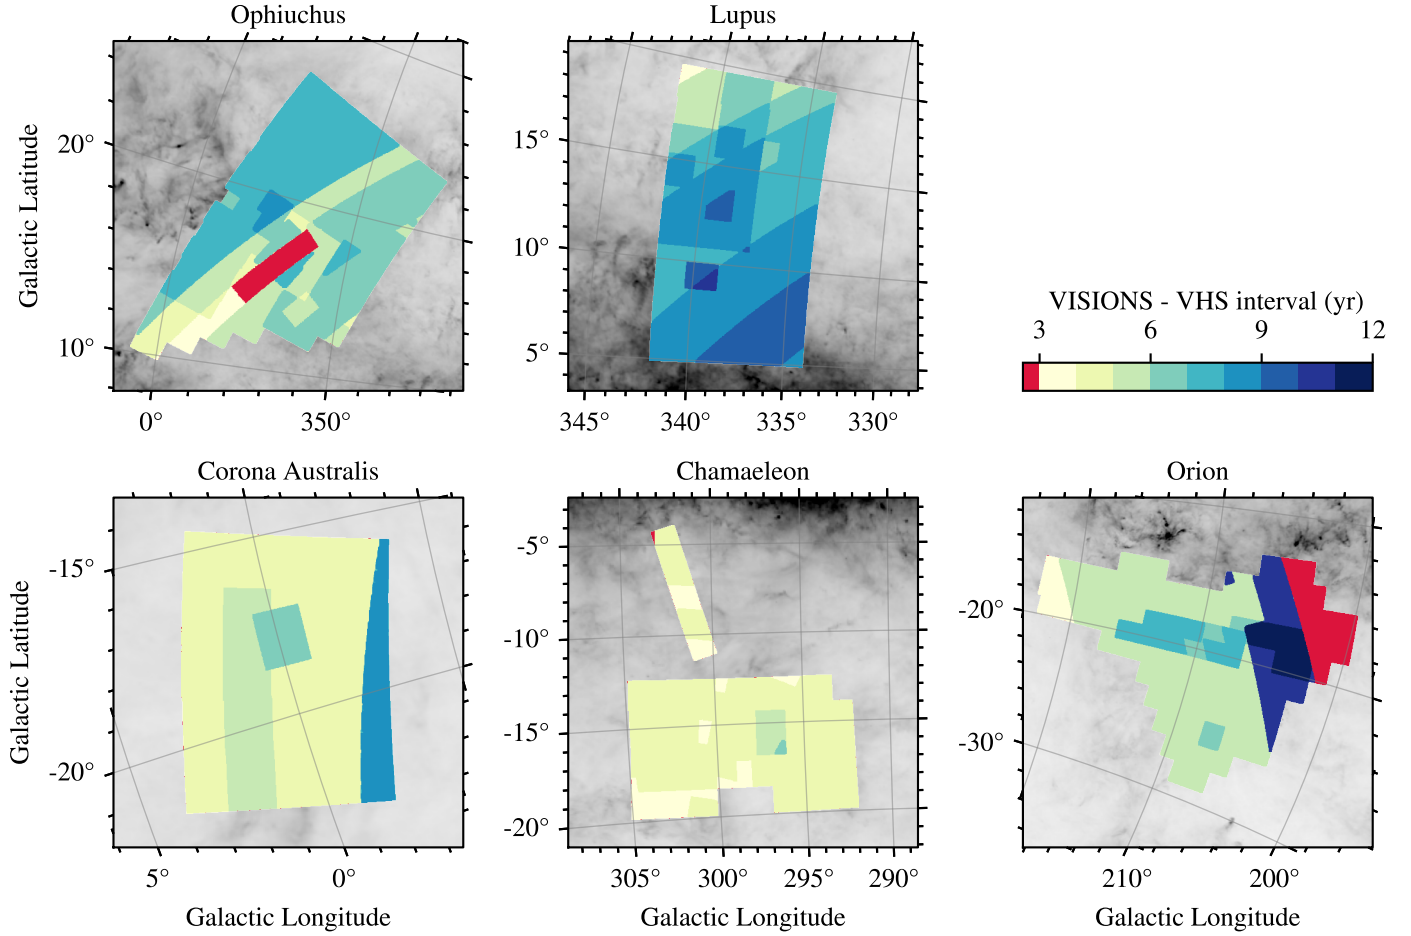 Ophiuchus
Lupus
Galactic Latitude
20°
10°
0°
350°
15°
10°
5°
345°
340°
335°
330°
VISIONS - VHS interval (yr)
3
6
9
12
Corona Australis
Chamaeleon
Orion
Galactic Latitude
-15°
-20°
5°
0°
Galactic Longitude
-5°
-10°
-15°
-20°
305°
300°
295°
290°
Galactic Longitude
-20°
-30°
210°
200°
Galactic Longitude